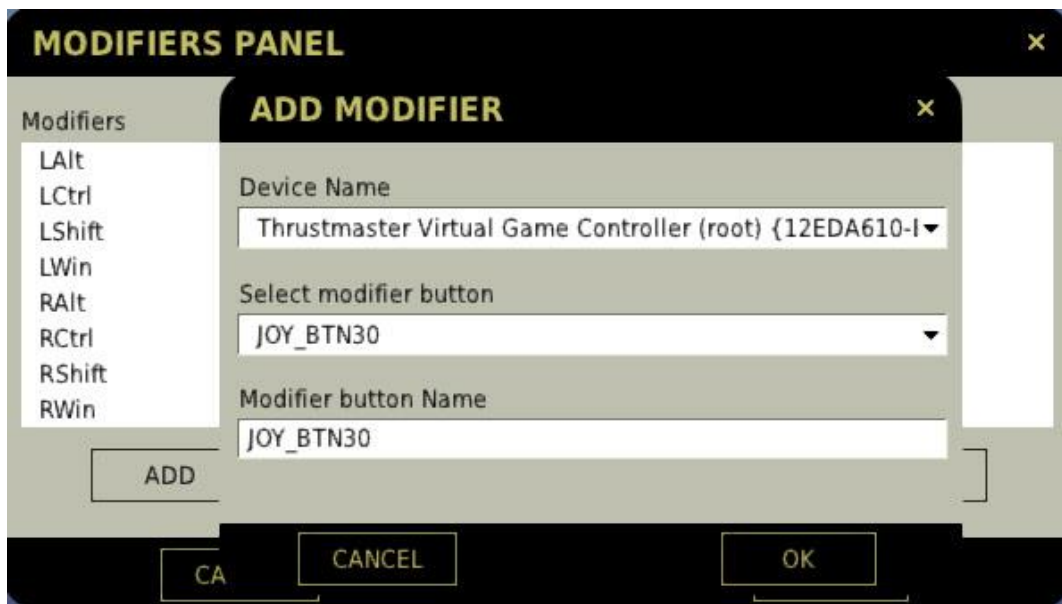 MODIFIERS PANEL
×
ADD MODIFIER
×
Modifiers
LAlt
LCtrl
LShift
LWin
RAlt
RCtrl
RShift
RWin
Device Name
Thrustmaster Virtual Game Controller (root) {12EDA610-
Select modifier button
JOY_BTN30
Modifier button Name
JOY_BTN30
ADD
CANCEL
OK
CA